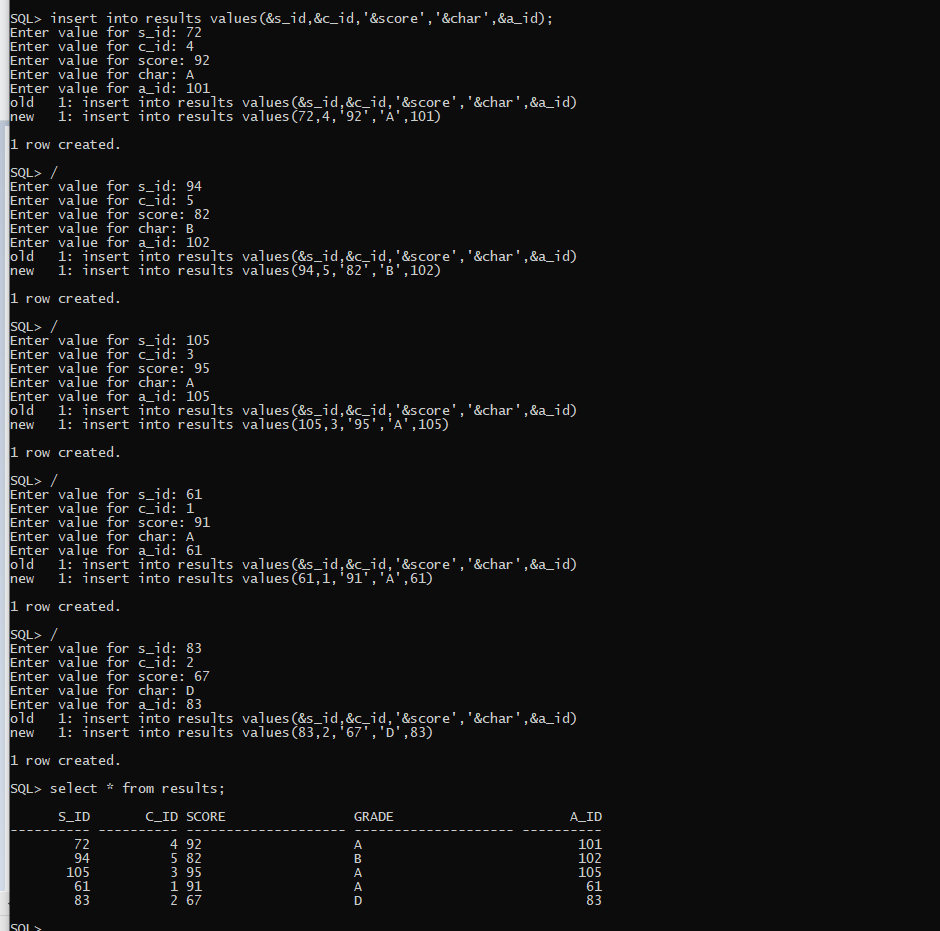 SQL> insert into results values(&s_id,&c_id,'&score','&char',&a_id);
Enter value for s_id: 72
Enter value for c_id: 4
Enter value for score: 92
Enter value for char: A
Enter value for a_id: 101
old   1: insert into results values(&s_id,&c_id,'&score','&char',&a_id)
new   1: insert into results values(72,4,'92','A',101)
1 row created.
SQL> /
Enter value for s_id: 94
Enter value for c_id: 5
Enter value for score: 82
Enter value for char: B
Enter value for a_id: 102
old   1: insert into results values(&s_id,&c_id,'&score','&char',&a_id)
new   1: insert into results values(94,5,'82','B',102)
1 row created.
SQL> /
Enter value for s_id: 105
Enter value for c_id: 3
Enter value for score: 95
Enter value for char: A
Enter value for a_id: 105
old   1: insert into results values(&s_id,&c_id,'&score','&char',&a_id)
new   1: insert into results values(105,3,'95','A',105)
1 row created.
SQL> /
Enter value for s_id: 61
Enter value for c_id: 1
Enter value for score: 91
Enter value for char: A
Enter value for a_id: 61
old   1: insert into results values(&s_id,&c_id,'&score','&char',&a_id)
new   1: insert into results values(61,1,'91','A',61)
1 row created.
SQL> /
Enter value for s_id: 83
Enter value for c_id: 2
Enter value for score: 67
Enter value for char: D
Enter value for a_id: 83
old   1: insert into results values(&s_id,&c_id,'&score','&char',&a_id)
new   1: insert into results values(83,2,'67','D',83)
1 row created.
SQL> select * from results;
      S_ID       C_ID SCORE                GRADE                      A_ID
---------- ---------- -------------------- -------------------- ----------
        72          4 92                   A                           101
        94          5 82                   B                           102
       105          3 95                   A                           105
        61          1 91                   A                            61
        83          2 67                   D                            83
SQL>